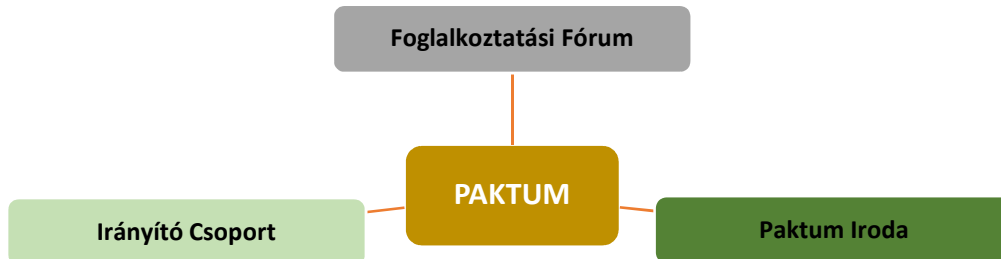 Foglalkoztatási Fórum
PAKTUM
Irányító Csoport
Paktum Iroda